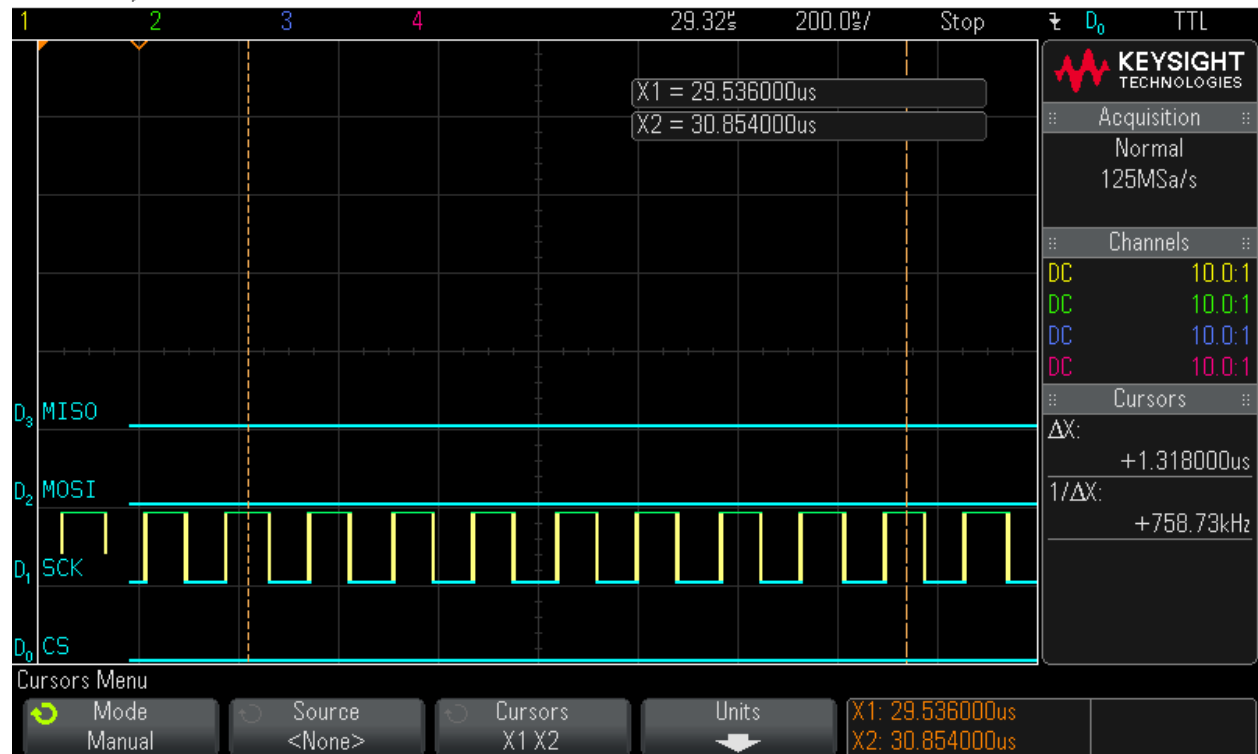 1 2 3 4 29.32µs 200.0ns/ Stop D0 TTL
KEYSIGHT
TECHNOLOGIES
X1 = 29.536000us
X2 = 30.854000us
Acquisition
Normal
125MSa/s
Channels
DC 10.0:1
DC 10.0:1
DC 10.0:1
DC 10.0:1
Cursors
ΔX:
+1.318000us
1/ΔX:
+758.73kHz
D3 MISO
D2 MOSI
D1 SCK
D0 CS
Cursors Menu
Mode
Manual
Source
<None>
Cursors
X1 X2
Units
X1: 29.536000us
X2: 30.854000us